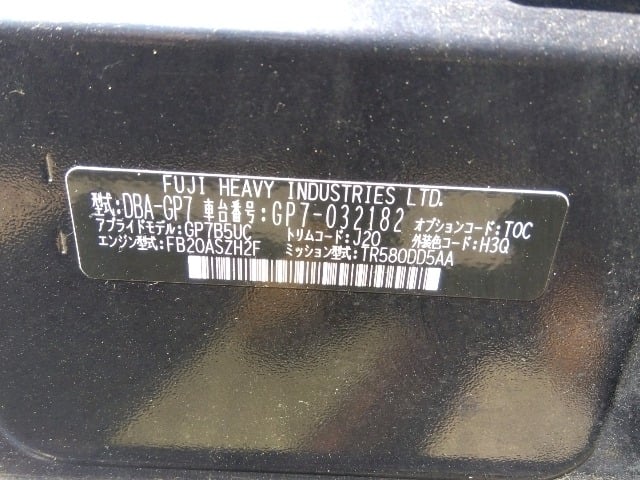 FUJI HEAVY INDUSTRIES LTD.
型式:DBA-GP7 車台番号:GP7-032182 オプションコード:TOC
アプライドモデル:GP7B5UC トリムコード:J20 外装色コード:H3Q
エンジン型式:FB20ASZH2F ミッション型式:TR580DD5AA